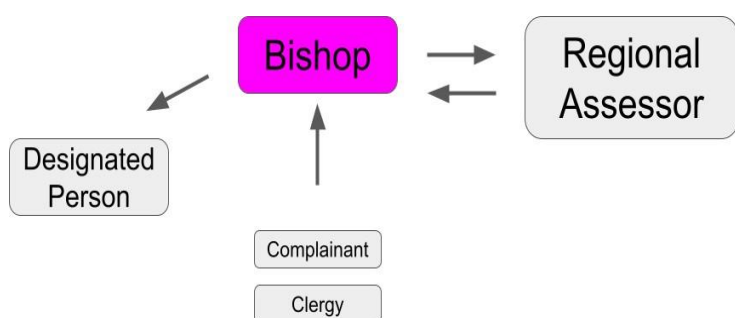 Bishop
Regional
Assessor
Designated
Person
Complainant
Clergy